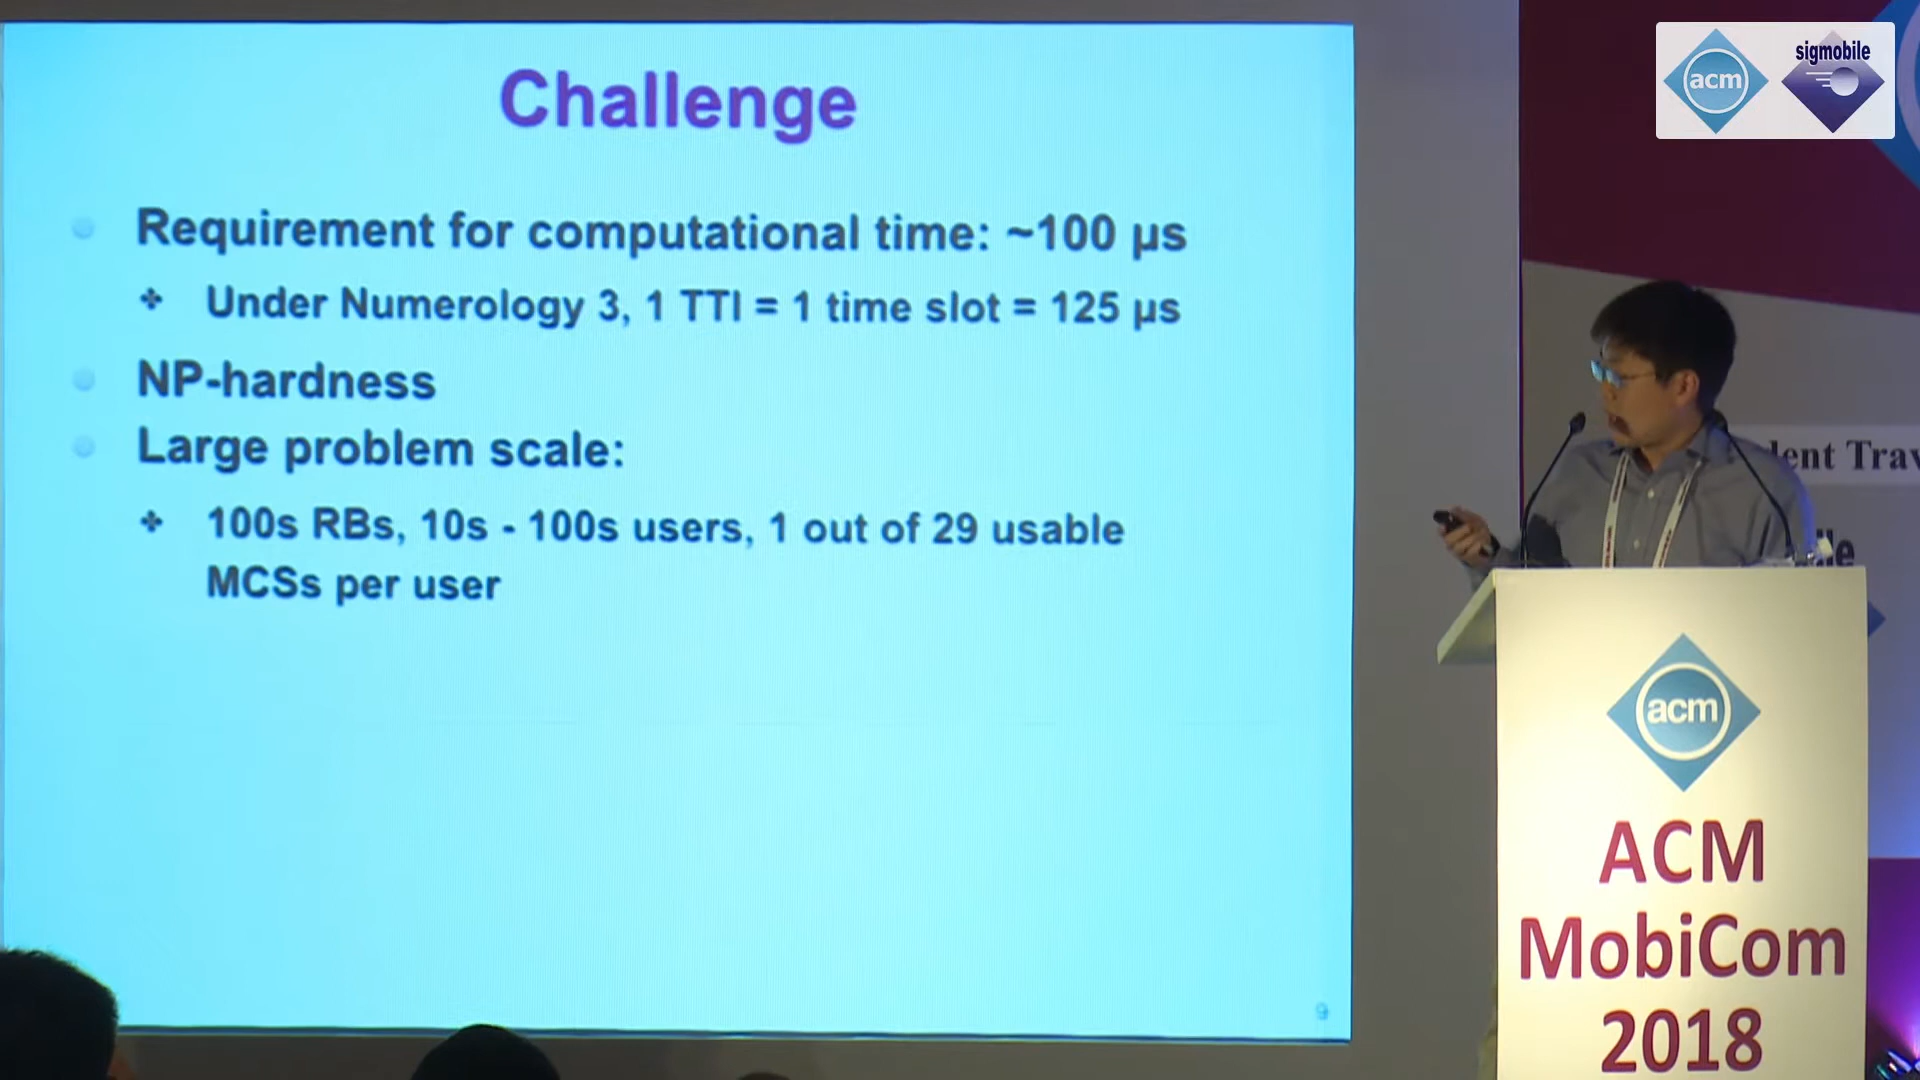 Challenge
Requirement for computational time: ~100 µs
Under Numerology 3, 1 TTI = 1 time slot = 125 µs
NP-hardness
Large problem scale:
100s RBs, 10s - 100s users, 1 out of 29 usable
MCSs per user
9
acm
sigmobile
acm
ACM
MobiCom
2018